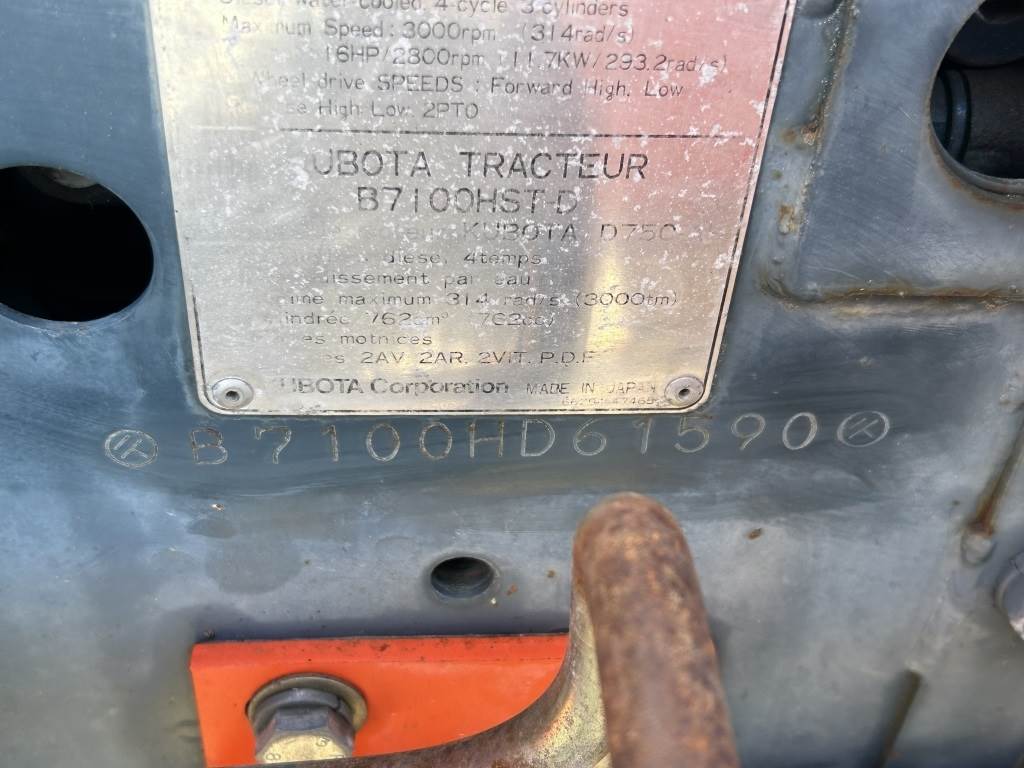 water-cooled, 4-cycle 3-cylinders
Maximum Speed: 3000rpm (314rad/s)
16HP/2800rpm 11.7KW/293.2rad/s)
Wheel drive SPEEDS : Forward High, Low
High Low 2PTO
UBOTA TRACTEUR
B7100HST-D
KUBOTA D750
diesel, 4temps
par eau
maximum 314 rad/s (3000tm)
762cm³ 762cc
motrices
2AV. 2AR. 2VIT. P.D.F
UBOTA Corporation MADE IN JAPAN
B7100HD61590
8